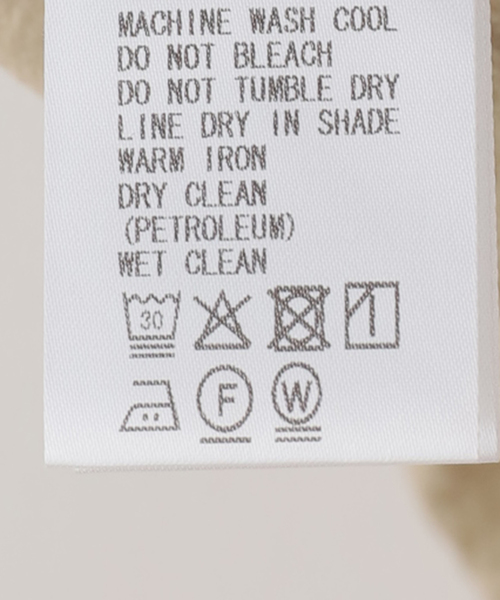 MACHINE WASH COOL
DO NOT BLEACH
DO NOT TUMBLE DRY
LINE DRY IN SHADE
WARM IRON
DRY CLEAN
(PETROLEUM)
WET CLEAN
30
F W